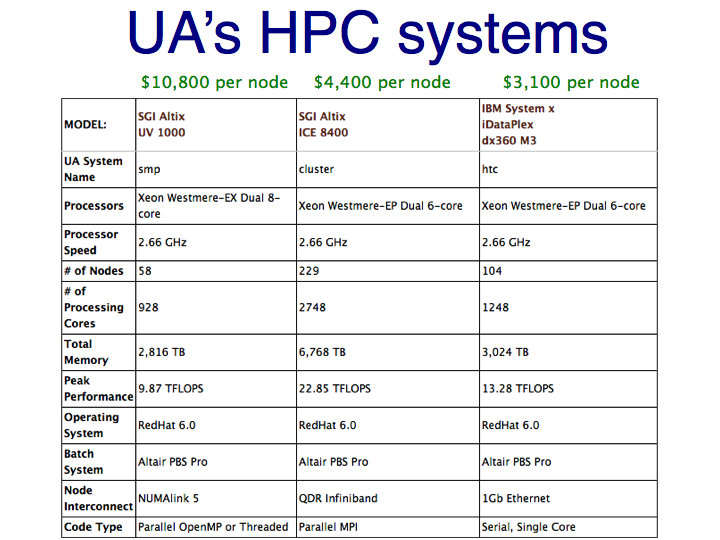 UA's HPC systems
$10,800 per node $4,400 per node $3,100 per node
MODEL: SGI Altix UV 1000 SGI Altix ICE 8400 IBM System x iDataPlex dx360 M3
UA System Name smp cluster htc
Processors Xeon Westmere-EX Dual 8-core Xeon Westmere-EP Dual 6-core Xeon Westmere-EP Dual 6-core
Processor Speed 2.66 GHz 2.66 GHz 2.66 GHz
# of Nodes 58 229 104
# of Processing Cores 928 2748 1248
Total Memory 2,816 TB 6,768 TB 3,024 TB
Peak Performance 9.87 TFLOPS 22.85 TFLOPS 13.28 TFLOPS
Operating System RedHat 6.0 RedHat 6.0 RedHat 6.0
Batch System Altair PBS Pro Altair PBS Pro Altair PBS Pro
Node Interconnect NUMAlink 5 QDR Infiniband 1Gb Ethernet
Code Type Parallel OpenMP or Threaded Parallel MPI Serial, Single Core